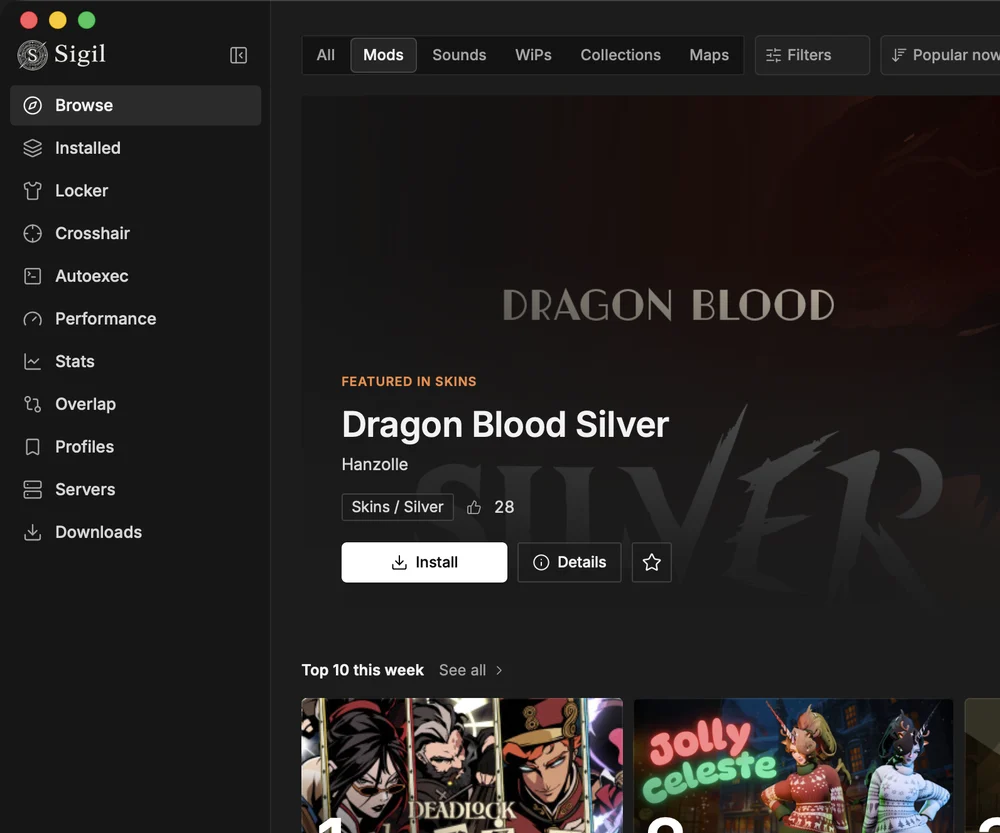 Sigil
Browse
Installed
Locker
Crosshair
Autoexec
Performance
Stats
Overlap
Profiles
Servers
Downloads
All Mods Sounds WiPs Collections Maps Filters Popular now
DRAGON BLOOD
SILVER
FEATURED IN SKINS
Dragon Blood Silver
Hanzolle
Skins / Silver 28
Install Details
Top 10 this week See all
DEADLOCK
1
Jolly
celeste
2